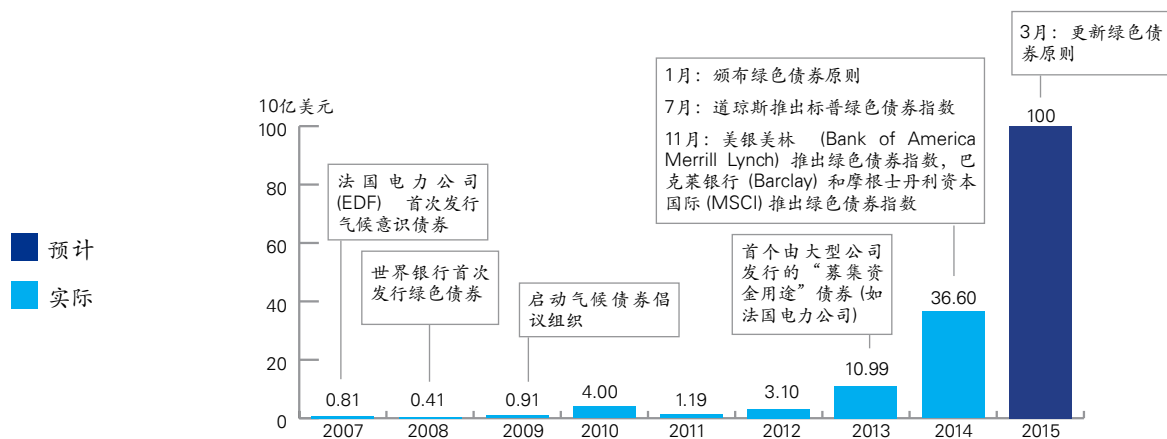 3月：更新绿色债
券原则
1月：颁布绿色债券原则
7月：道琼斯推出标普绿色债券指数
11月：美银美林 (Bank of America
Merrill Lynch) 推出绿色债券指数，巴
克莱银行 (Barclay) 和摩根士丹利资本
国际 (MSCI) 推出绿色债券指数
10亿美元
100
80
60
40
20
0
法国电力公司
(EDF) 首次发行
气候意识债券
世界银行首次
发行绿色债券
启动气候债券倡
议组织
首个由大型公司
发行的“募集资
金用途”债券 (如
法国电力公司)
预计
实际
0.81
0.41
0.91
4.00
1.19
3.10
10.99
36.60
100
2007
2008
2009
2010
2011
2012
2013
2014
2015